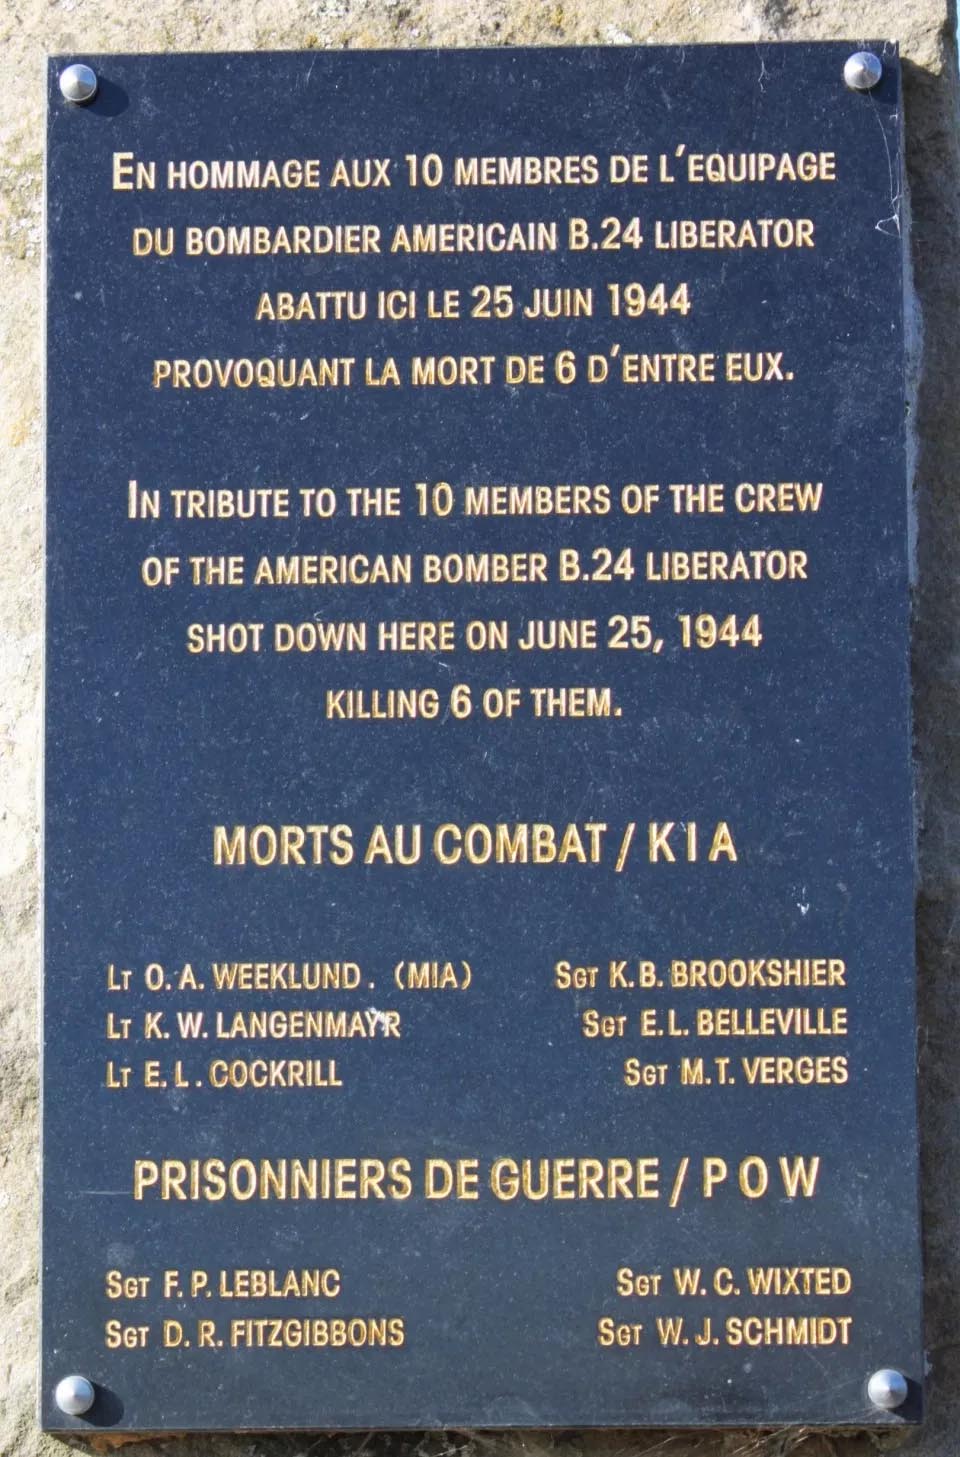 EN HOMMAGE AUX 10 MEMBRES DE L'EQUIPAGE
DU BOMBARDIER AMERICAIN B.24 LIBERATOR
ABATTU ICI LE 25 JUIN 1944
PROVOQUANT LA MORT DE 6 D'ENTRE EUX.
IN TRIBUTE TO THE 10 MEMBERS OF THE CREW
OF THE AMERICAN BOMBER B.24 LIBERATOR
SHOT DOWN HERE ON JUNE 25, 1944
KILLING 6 OF THEM.
MORTS AU COMBAT / K I A
LT O. A. WEEKLUND . (MIA) SGT K. B. BROOKSHIER
LT K. W. LANGENMAYR SGT E. L. BELLEVILLE
LT E. L . COCKRILL SGT M. T. VERGES
PRISONNIERS DE GUERRE / P O W
SGT F. P. LEBLANC SGT W. C. WIXTED
SGT D. R. FITZGIBBONS SGT W. J. SCHMIDT